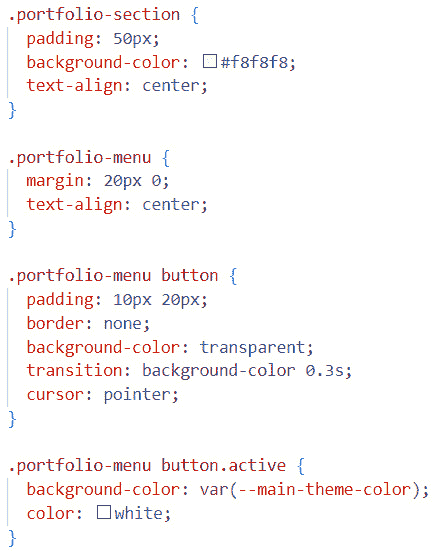 .portfolio-section {
  padding: 50px;
  background-color: #f8f8f8;
  text-align: center;
}

.portfolio-menu {
  margin: 20px 0;
  text-align: center;
}

.portfolio-menu button {
  padding: 10px 20px;
  border: none;
  background-color: transparent;
  transition: background-color 0.3s;
  cursor: pointer;
}

.portfolio-menu button.active {
  background-color: var(--main-theme-color);
  color: white;
}